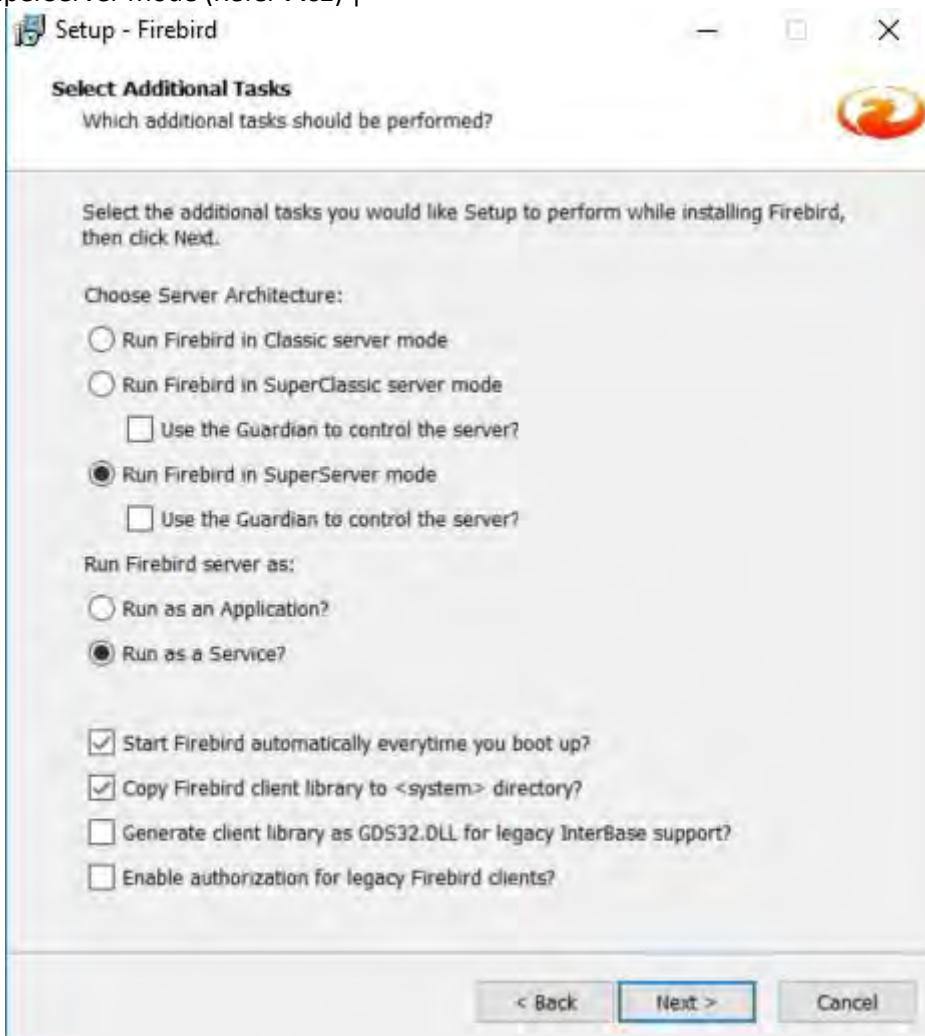 Setup - Firebird
Select Additional Tasks
Which additional tasks should be performed?
Select the additional tasks you would like Setup to perform while installing Firebird,
then click Next.
Choose Server Architecture:
Run Firebird in Classic server mode
Run Firebird in SuperClassic server mode
Use the Guardian to control the server?
Run Firebird in SuperServer mode
Use the Guardian to control the server?
Run Firebird server as:
Run as an Application?
Run as a Service?
Start Firebird automatically everytime you boot up?
Copy Firebird client library to <system> directory?
Generate client library as GDS32.DLL for legacy InterBase support?
Enable authorization for legacy Firebird clients?
< Back Next > Cancel